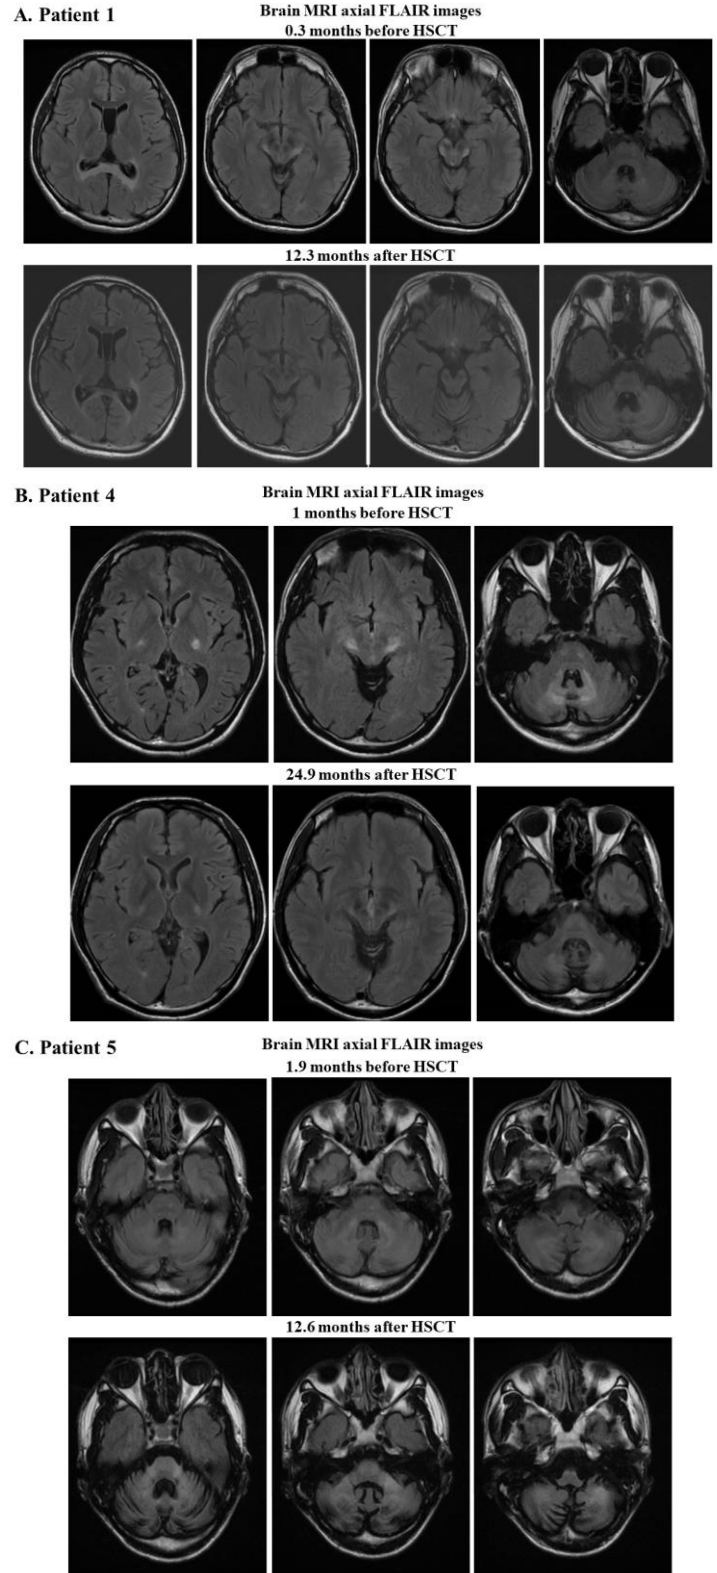 A. Patient 1
Brain MRI axial FLAIR images
0.3 months before HSCT
12.3 months after HSCT
B. Patient 4
Brain MRI axial FLAIR images
1 months before HSCT
24.9 months after HSCT
C. Patient 5
Brain MRI axial FLAIR images
1.9 months before HSCT
12.6 months after HSCT